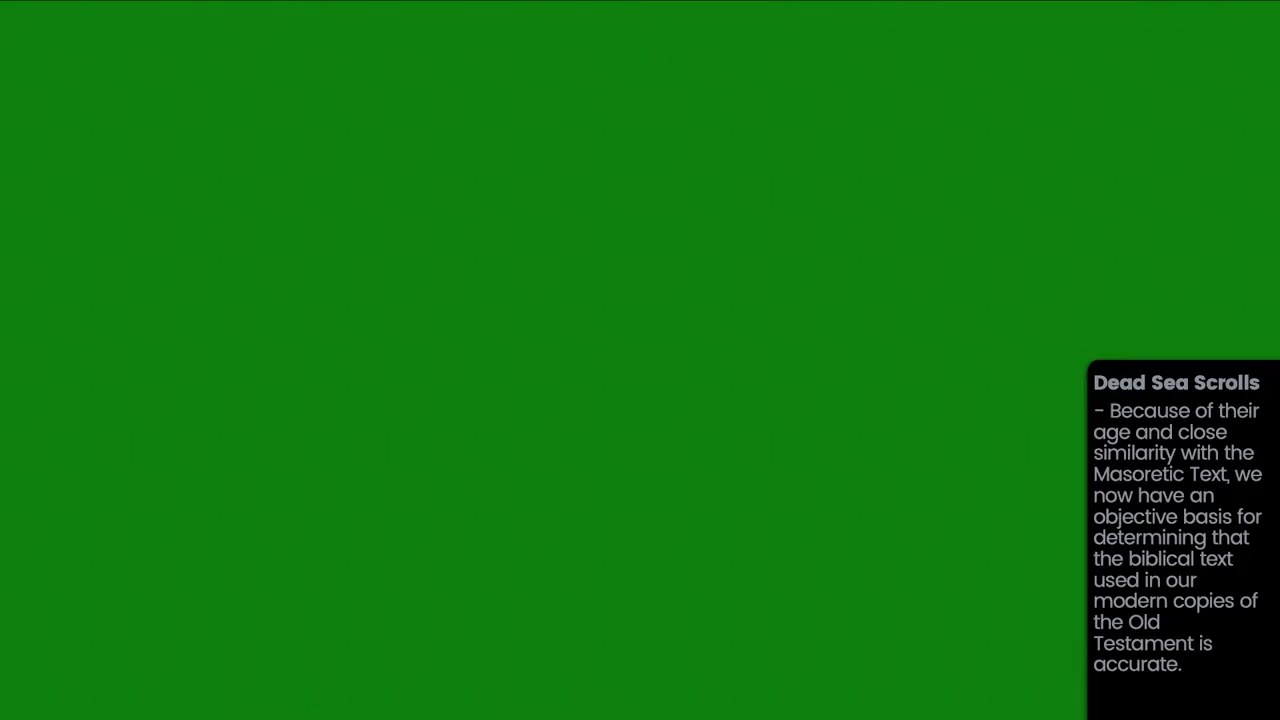 Dead Sea Scrolls
- Because of their
age and close
similarity with the
Masoretic Text, we
now have an
objective basis for
determining that
the biblical text
used in our
modern copies of
the Old
Testament is
accurate.